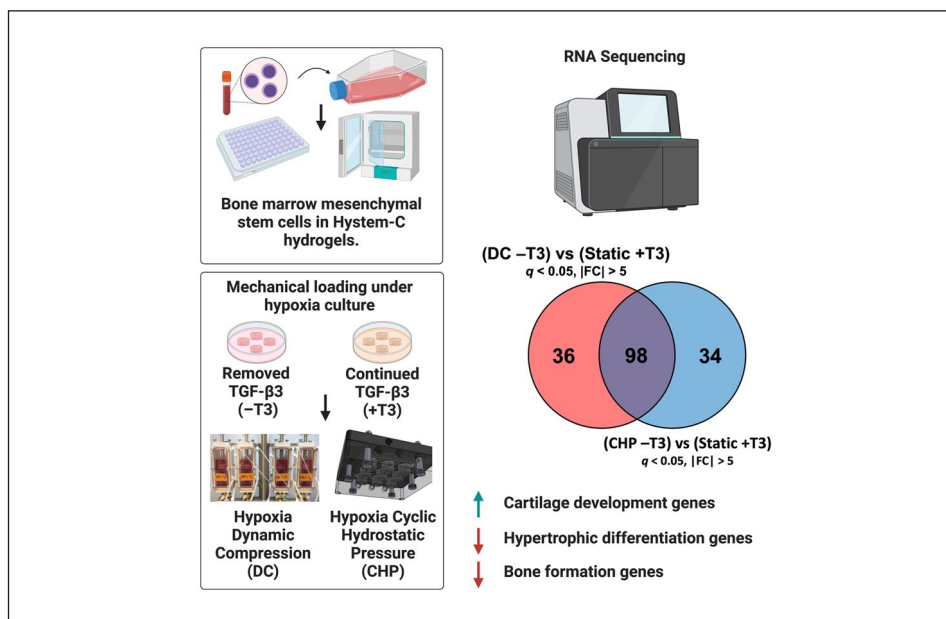 Bone marrow mesenchymal
stem cells in Hystem-C
hydrogels.
Mechanical loading under
hypoxia culture
Removed
TGF-β3
(−T3)
Continued
TGF-β3
(+T3)
Hypoxia
Dynamic
Compression
(DC)
Hypoxia Cyclic
Hydrostatic
Pressure
(CHP)
RNA Sequencing
(DC −T3) vs (Static +T3)
q < 0.05, |FC| > 5
36
98
34
(CHP −T3) vs (Static +T3)
q < 0.05, |FC| > 5
Cartilage development genes
Hypertrophic differentiation genes
Bone formation genes